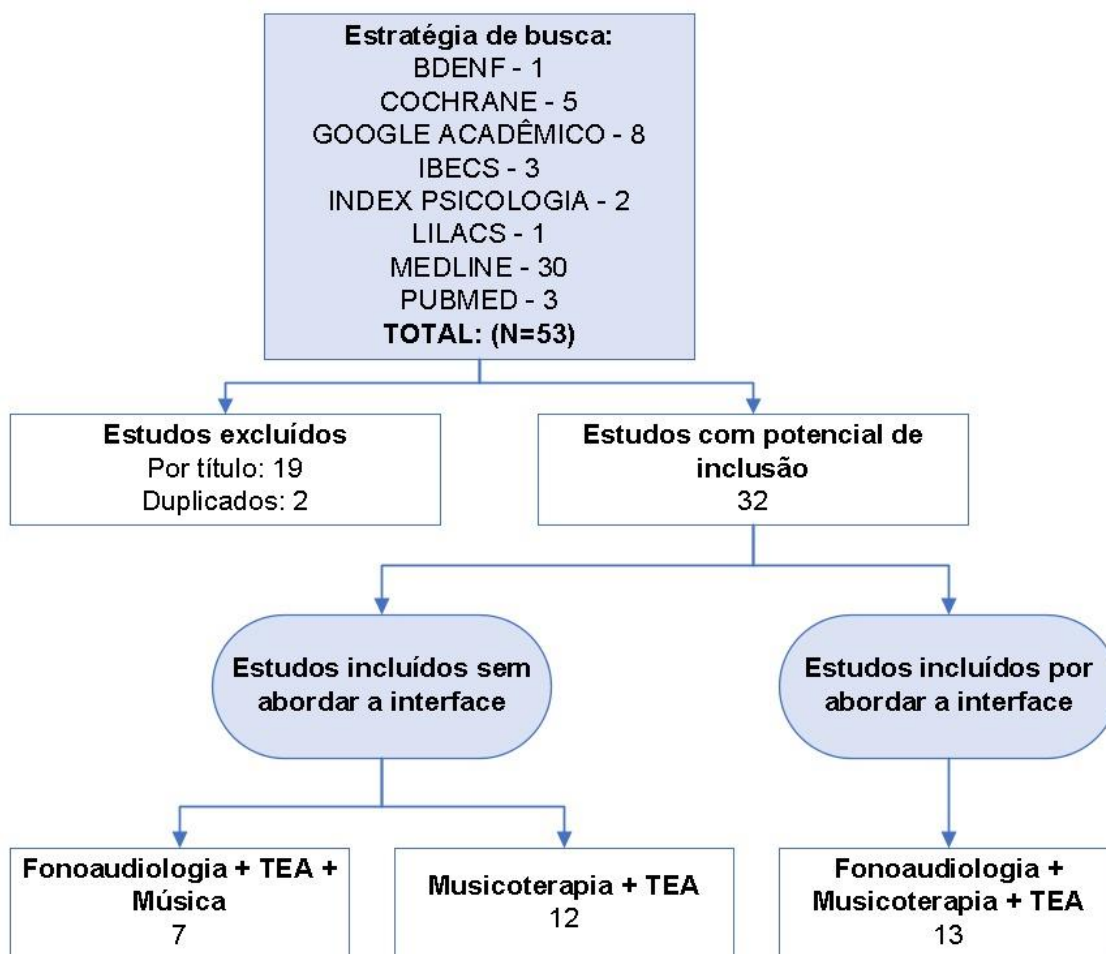 Estratégia de busca:
BDENF - 1
COCHRANE - 5
GOOGLE ACADÊMICO - 8
IBECS - 3
INDEX PSICOLOGIA - 2
LILACS - 1
MEDLINE - 30
PUBMED - 3
TOTAL: (N=53)
Estudos excluídos
Por título: 19
Duplicados: 2
Estudos com potencial de
inclusão
32
Estudos incluídos sem
abordar a interface
Estudos incluídos por
abordar a interface
Fonoaudiologia + TEA +
Música
7
Musicoterapia + TEA
12
Fonoaudiologia +
Musicoterapia + TEA
13